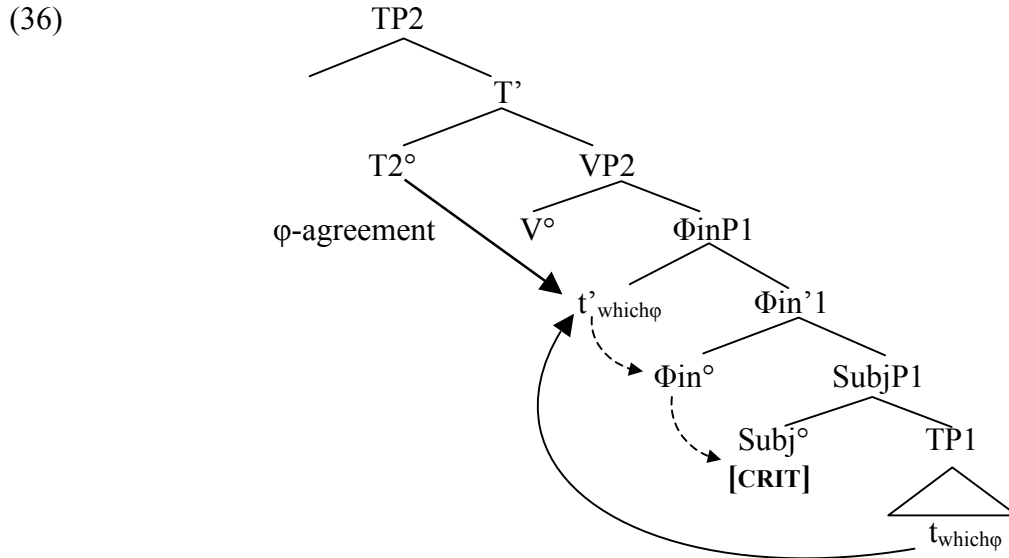 (36)
TP2
T’
T2° VP2
φ-agreement V° ΦinP1
t’whichφ Φin’1
Φin° SubjP1
Subj° TP1
[CRIT]
twhichφ